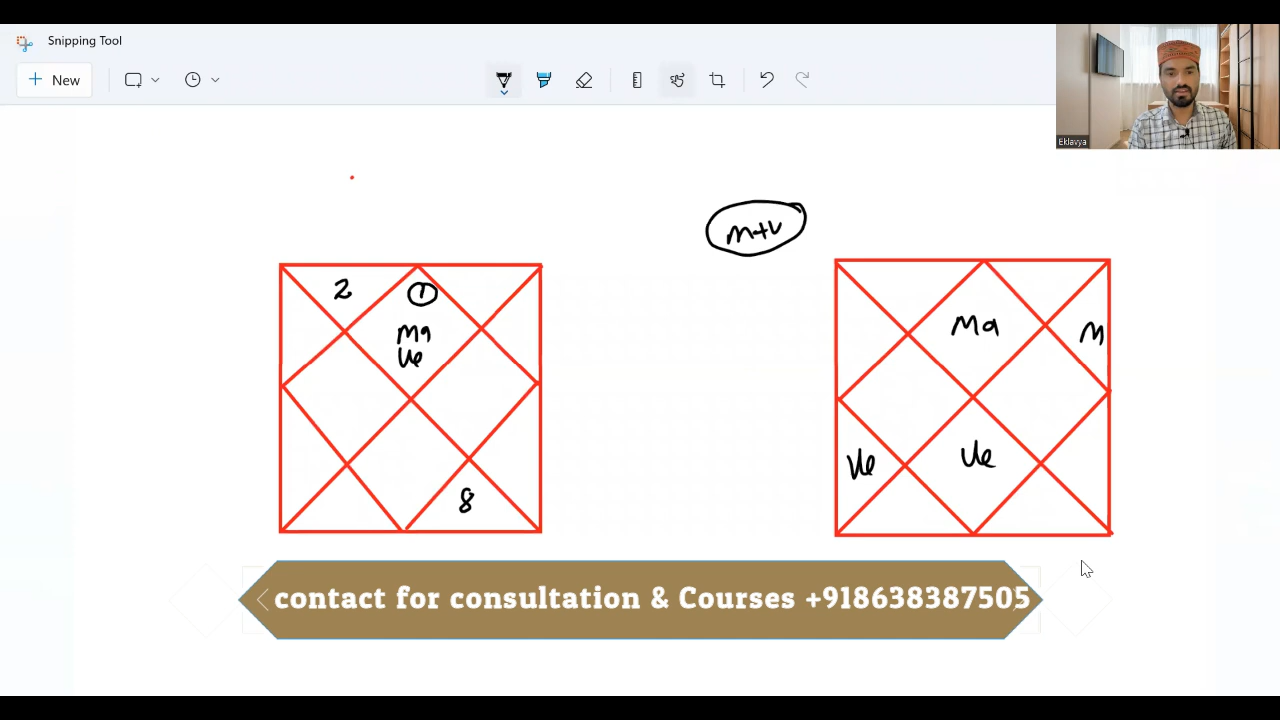 Snipping Tool
New
Eklavya
m+v
2
1
Ma
Ve
8
Ma
M
Ve
Ve
contact for consultation & Courses +918638387505